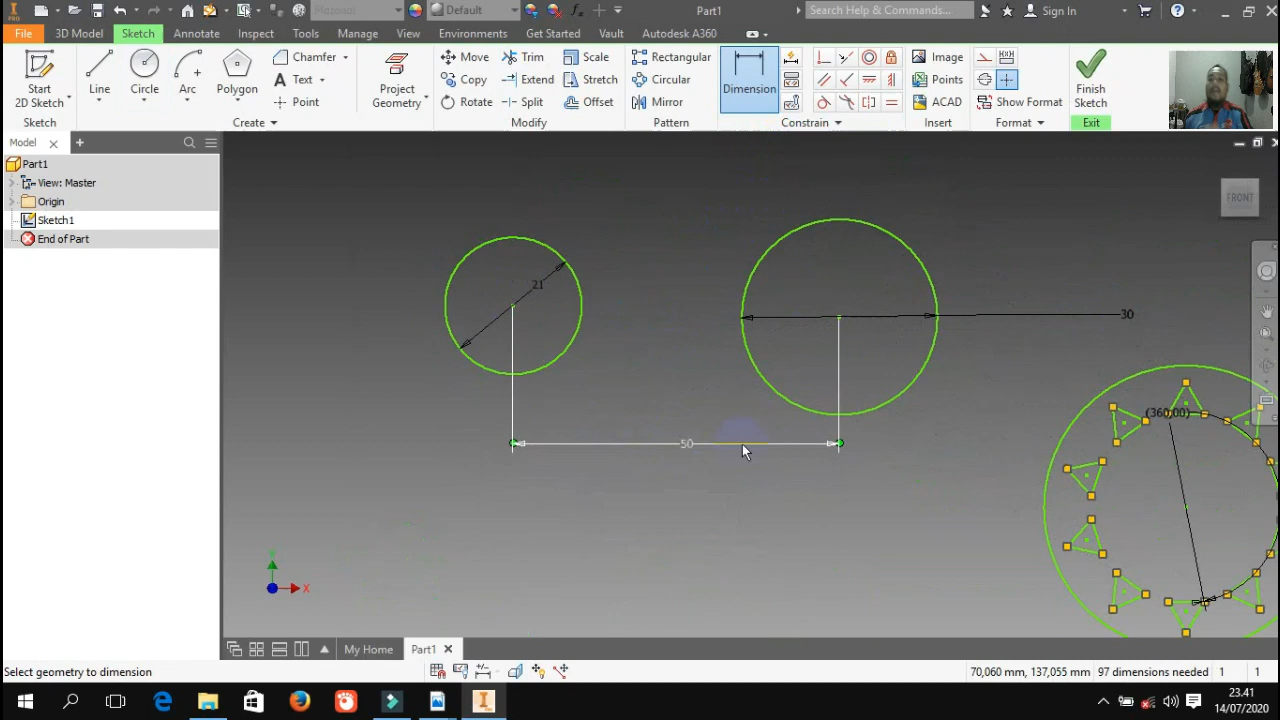 Mezonal
Default
Part1
Search Help & Commands...
Sign In
PRO
File
3D Model
Sketch
Annotate
Inspect
Tools
Manage
View
Environments
Get Started
Vault
Autodesk A360
Start
2D Sketch
Line
Circle
Arc
Polygon
Chamfer
Text
Point
Project
Geometry
Move
Trim
Scale
Copy
Extend
Stretch
Rotate
Split
Offset
Rectangular
Circular
Mirror
Dimension
Image
Points
ACAD
Show Format
Finish
Sketch
Sketch
Create
Modify
Pattern
Constrain
Insert
Format
Exit
Model
Part1
View: Master
Origin
Sketch1
End of Part
FRONT
21
30
50
(360,00)
X
My Home
Part1
Select geometry to dimension
70,060 mm, 137,055 mm
97 dimensions needed
1
1
23.41
14/07/2020